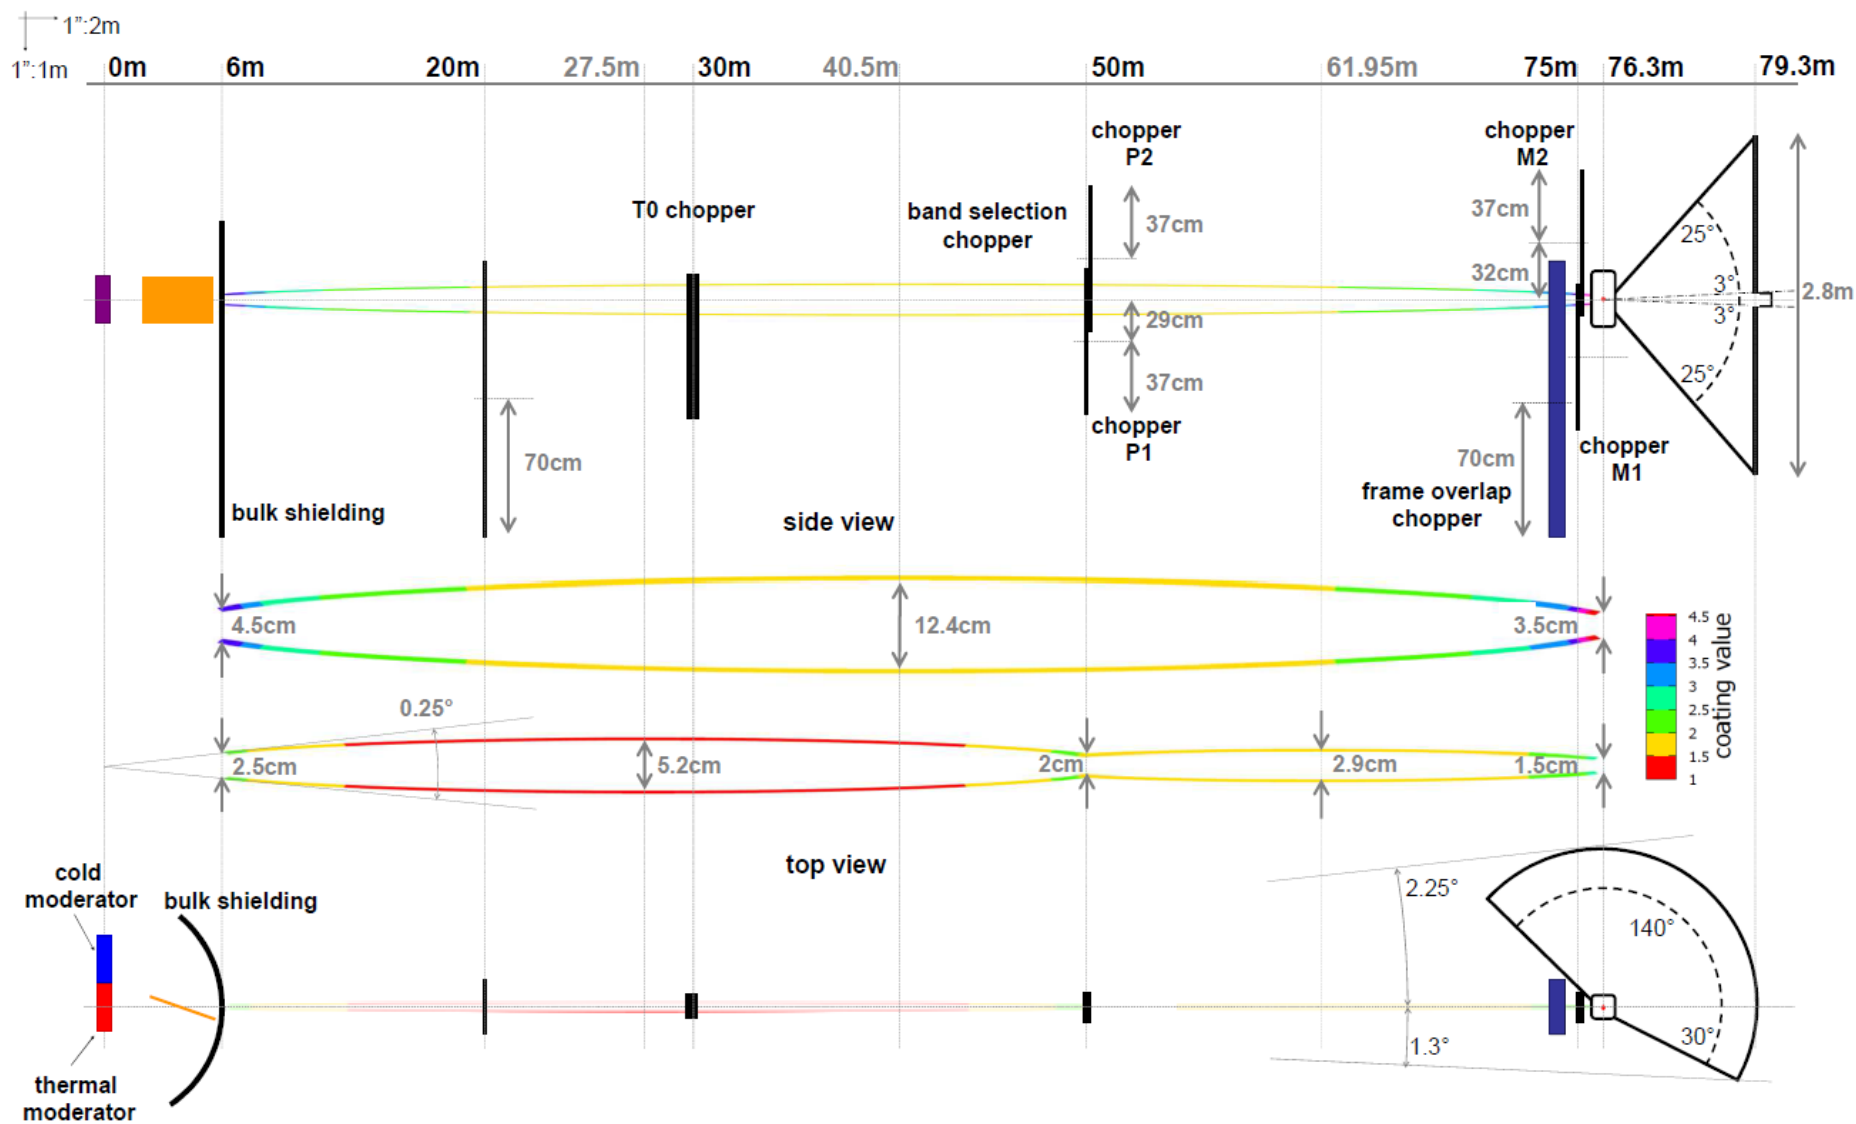 1":2m
1":1m
0m
6m
20m
27.5m
30m
40.5m
50m
61.95m
75m
76.3m
79.3m
chopper
P2
chopper
M2
T0 chopper
band selection
chopper
37cm
37cm
32cm
29cm
37cm
25°
3°
3°
25°
2.8m
chopper
P1
chopper
M1
70cm
70cm
frame overlap
chopper
bulk shielding
side view
4.5cm
12.4cm
3.5cm
4.5
4
3.5
3
2.5
2
1.5
1
coating value
0.25°
2.5cm
5.2cm
2cm
2.9cm
1.5cm
top view
cold
moderator
bulk shielding
2.25°
140°
30°
1.3°
thermal
moderator